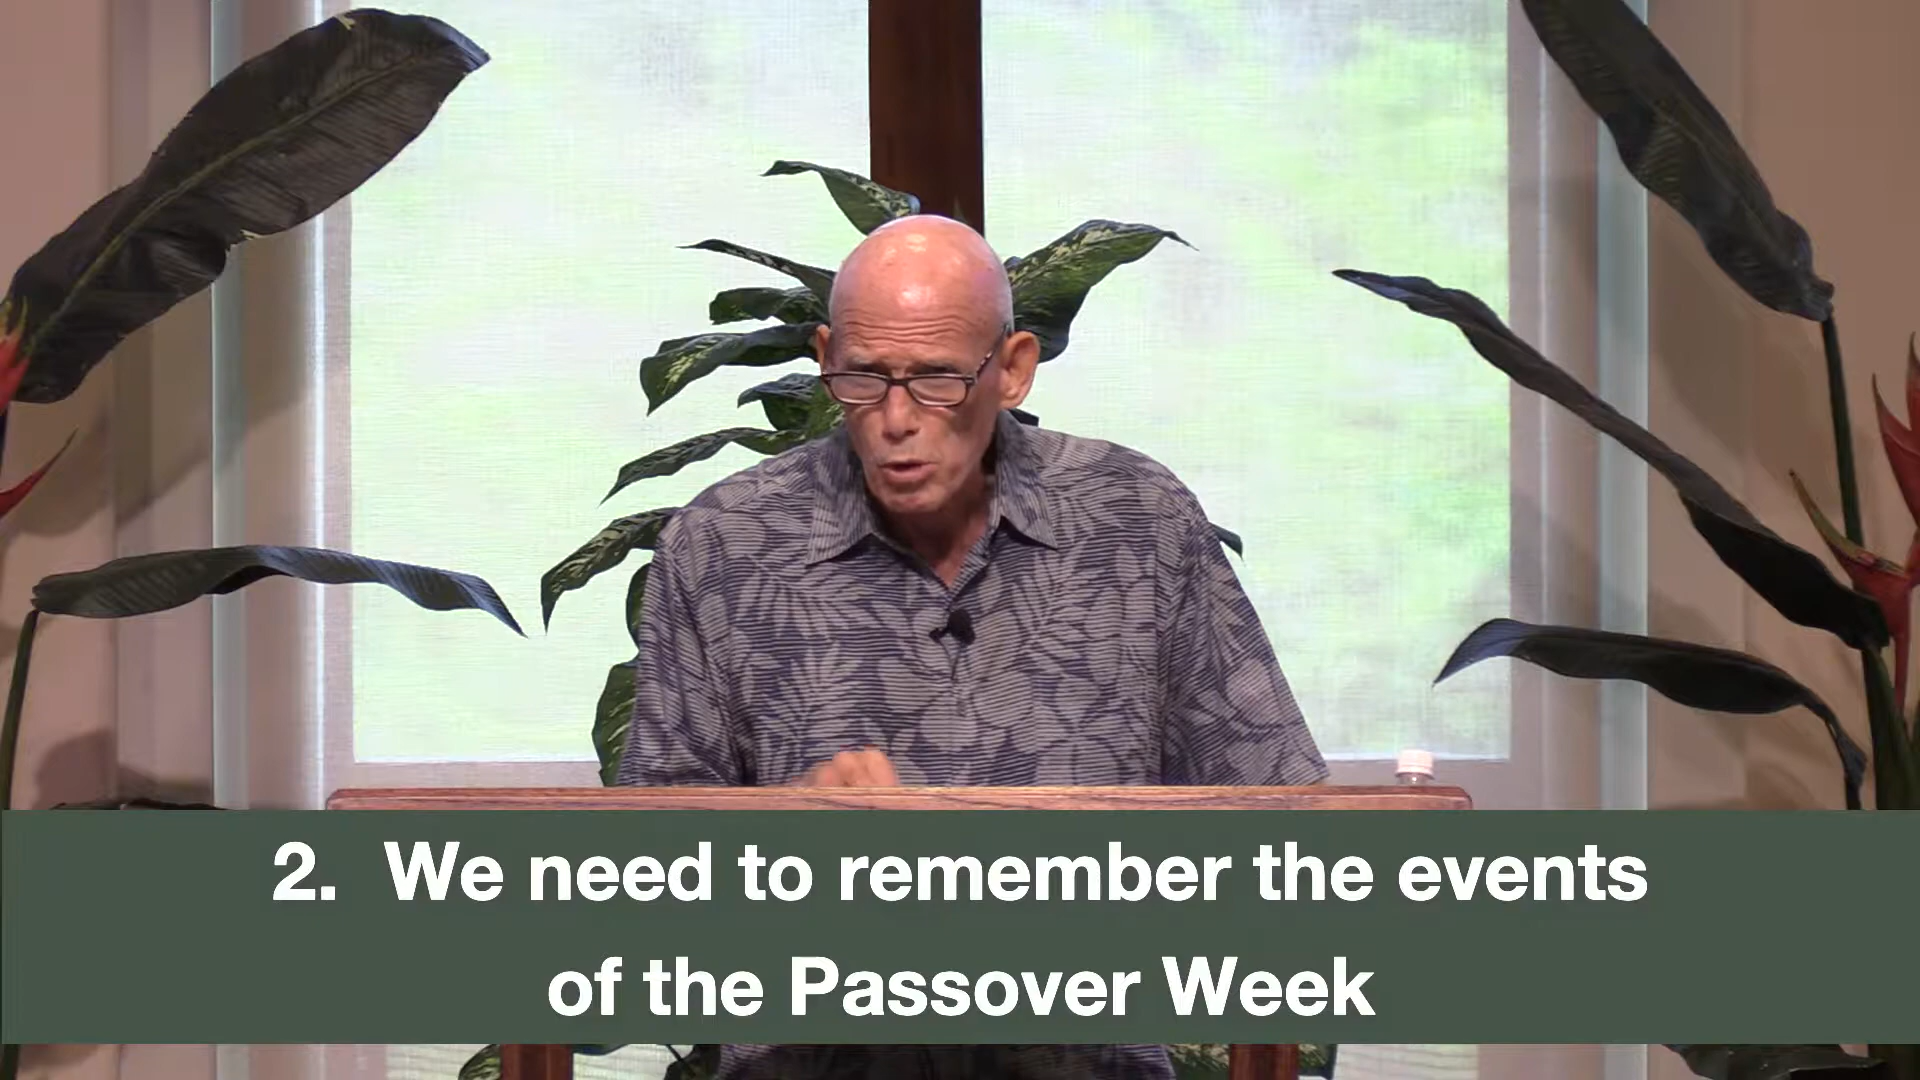 2. We need to remember the events
of the Passover Week